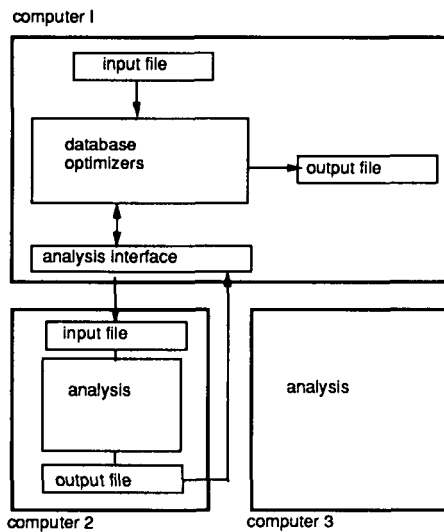 computer I
input file
database
optimizers
output file
analysis interface
input file
analysis
analysis
output file
computer 2
computer 3